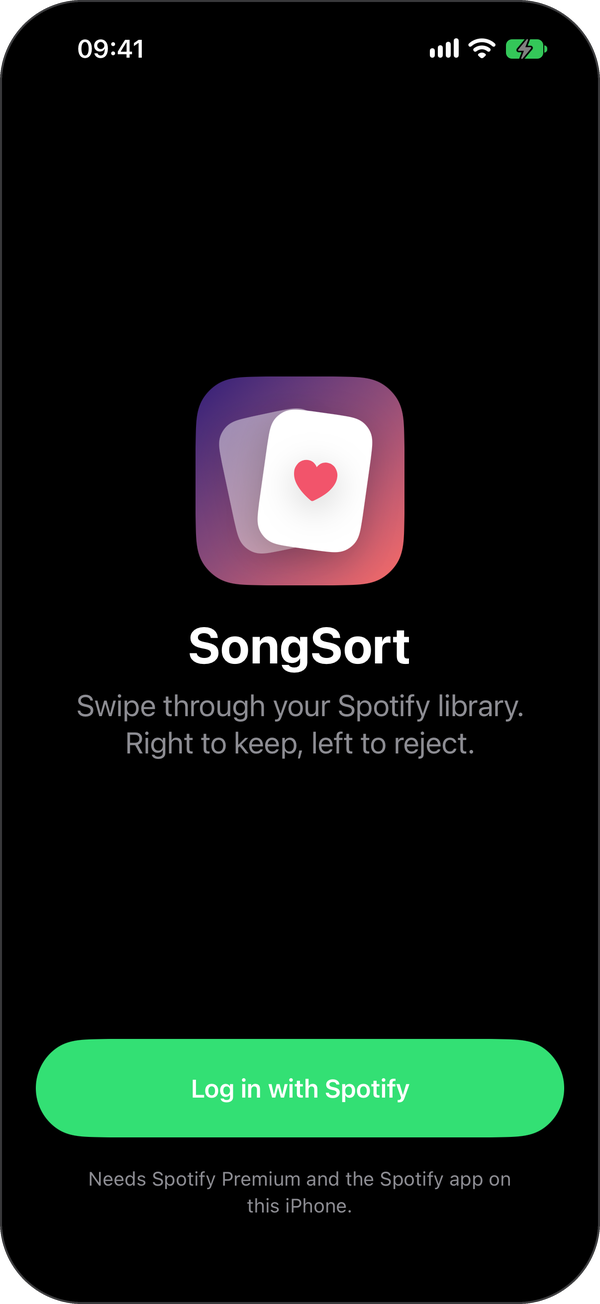 09:41
SongSort
Swipe through your Spotify library.
Right to keep, left to reject.
Log in with Spotify
Needs Spotify Premium and the Spotify app on
this iPhone.